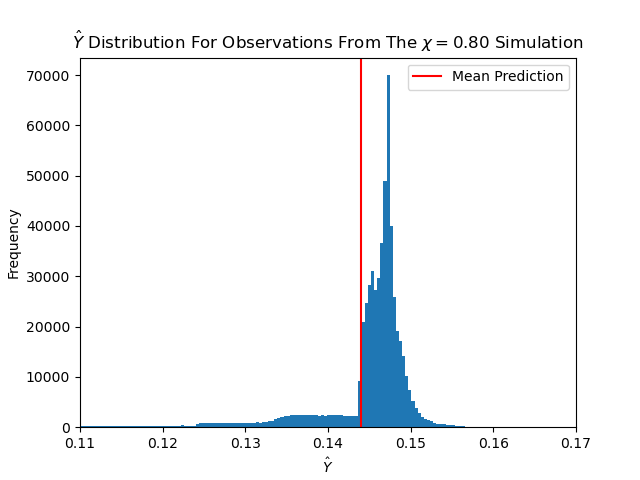 Ŷ Distribution For Observations From The χ = 0.80 Simulation
Mean Prediction
Frequency
70000
60000
50000
40000
30000
20000
10000
0
0.11 0.12 0.13 0.14 0.15 0.16 0.17
Ŷ